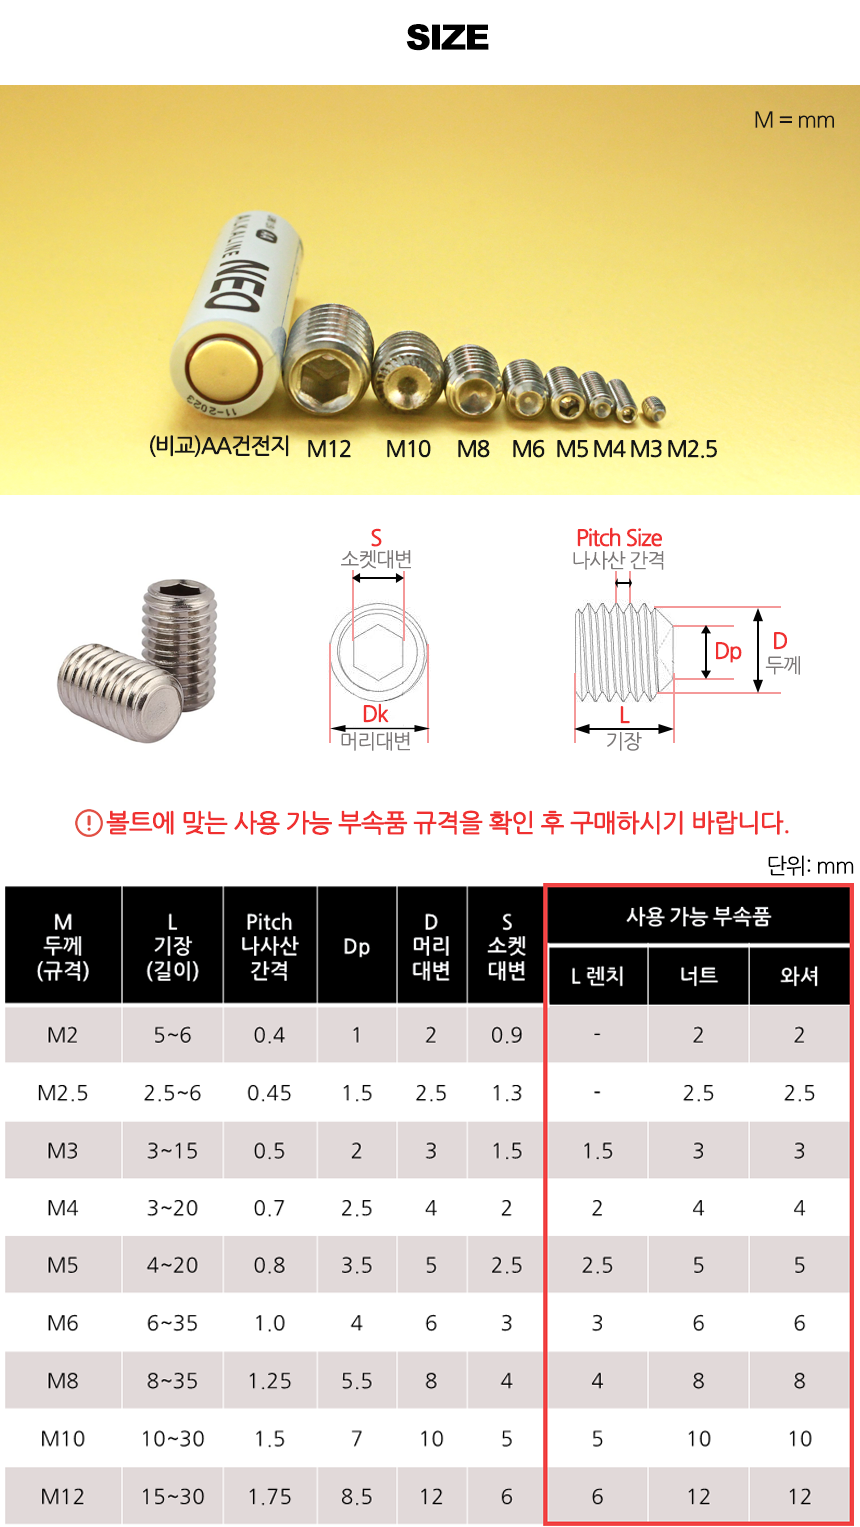 SIZE
M = mm
ALKALINE
NEO
AA
11-2023
(비교)AA건전지 M12 M10 M8 M6 M5 M4 M3 M2.5
S
소켓대변
Dk
머리대변
Pitch Size
나사산 간격
Dp
D
두께
L
기장
! 볼트에 맞는 사용 가능 부속품 규격을 확인 후 구매하시기 바랍니다.
단위: mm
M
두께
(규격)
L
기장
(길이)
Pitch
나사산
간격
Dp
D
머리
대변
S
소켓
대변
사용 가능 부속품
L 렌치 너트 와셔
M2 5~6 0.4 1 2 0.9 - 2 2
M2.5 2.5~6 0.45 1.5 2.5 1.3 - 2.5 2.5
M3 3~15 0.5 2 3 1.5 1.5 3 3
M4 3~20 0.7 2.5 4 2 2 4 4
M5 4~20 0.8 3.5 5 2.5 2.5 5 5
M6 6~35 1.0 4 6 3 3 6 6
M8 8~35 1.25 5.5 8 4 4 8 8
M10 10~30 1.5 7 10 5 5 10 10
M12 15~30 1.75 8.5 12 6 6 12 12